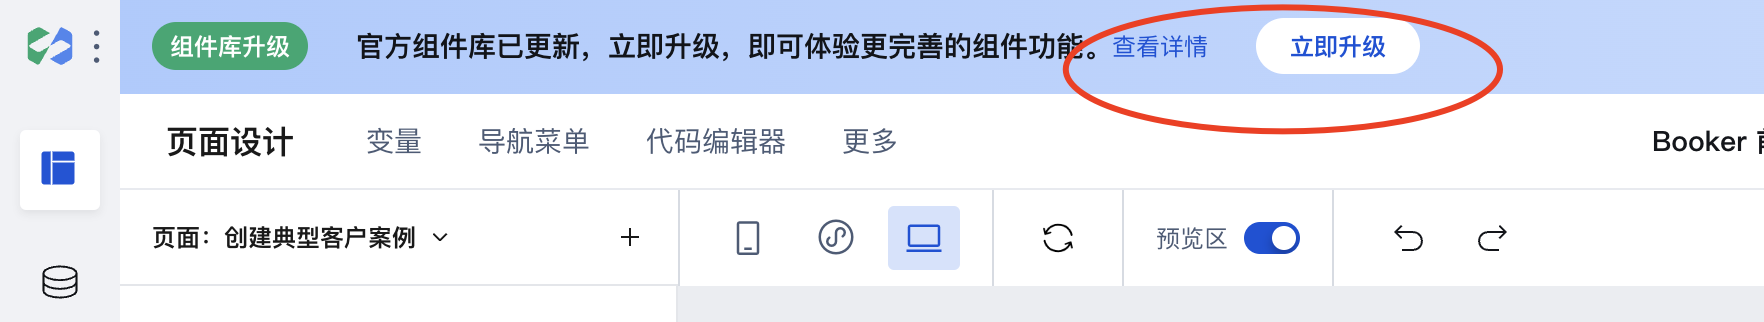 组件库升级 官方组件库已更新，立即升级，即可体验更完善的组件功能。查看详情 立即升级
页面设计 变量 导航菜单 代码编辑器 更多 Booker
页面：创建典型客户案例 预览区